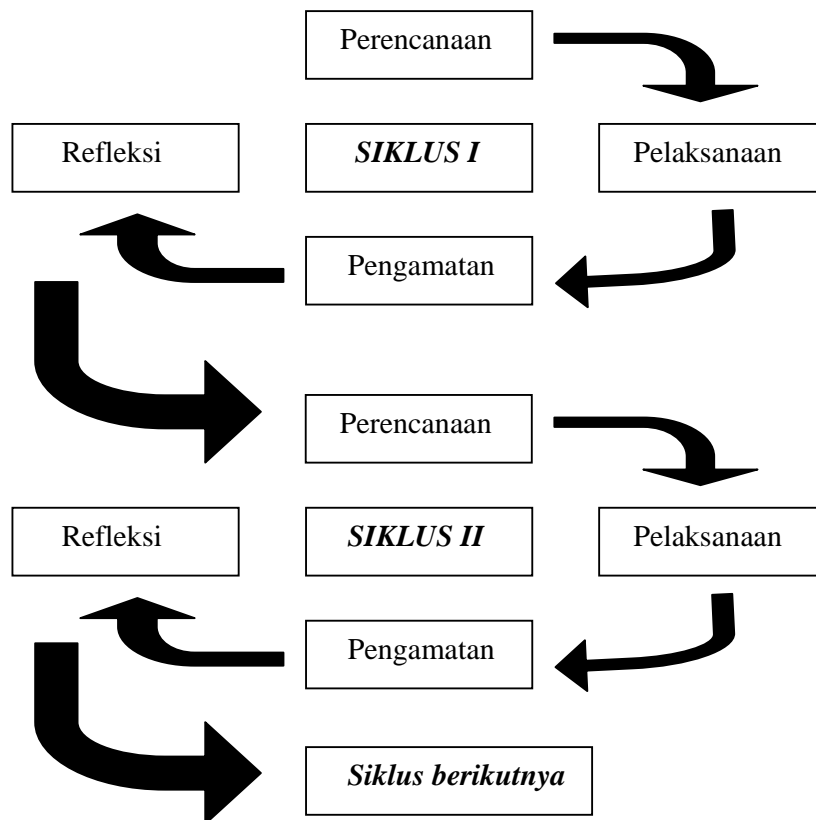 Perencanaan
Refleksi
SIKLUS I
Pelaksanaan
Pengamatan
Perencanaan
Refleksi
SIKLUS II
Pelaksanaan
Pengamatan
Siklus berikutnya